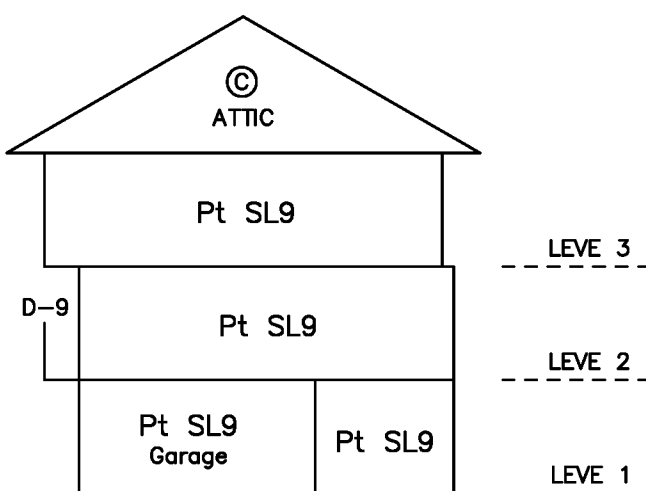 Ⓒ
ATTIC
Pt SL9
LEVE 3
D-9
Pt SL9
LEVE 2
Pt SL9
Garage
Pt SL9
LEVE 1